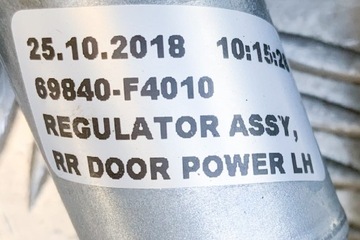 25.10.2018 10:15:2
69840-F4010
REGULATOR ASSY,
RR DOOR POWER LH